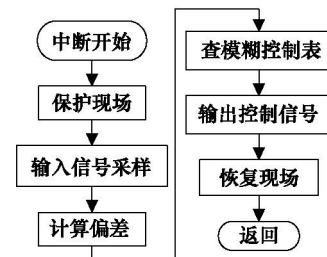 中断开始
保护现场
输入信号采样
计算偏差
查模糊控制表
输出控制信号
恢复现场
返回